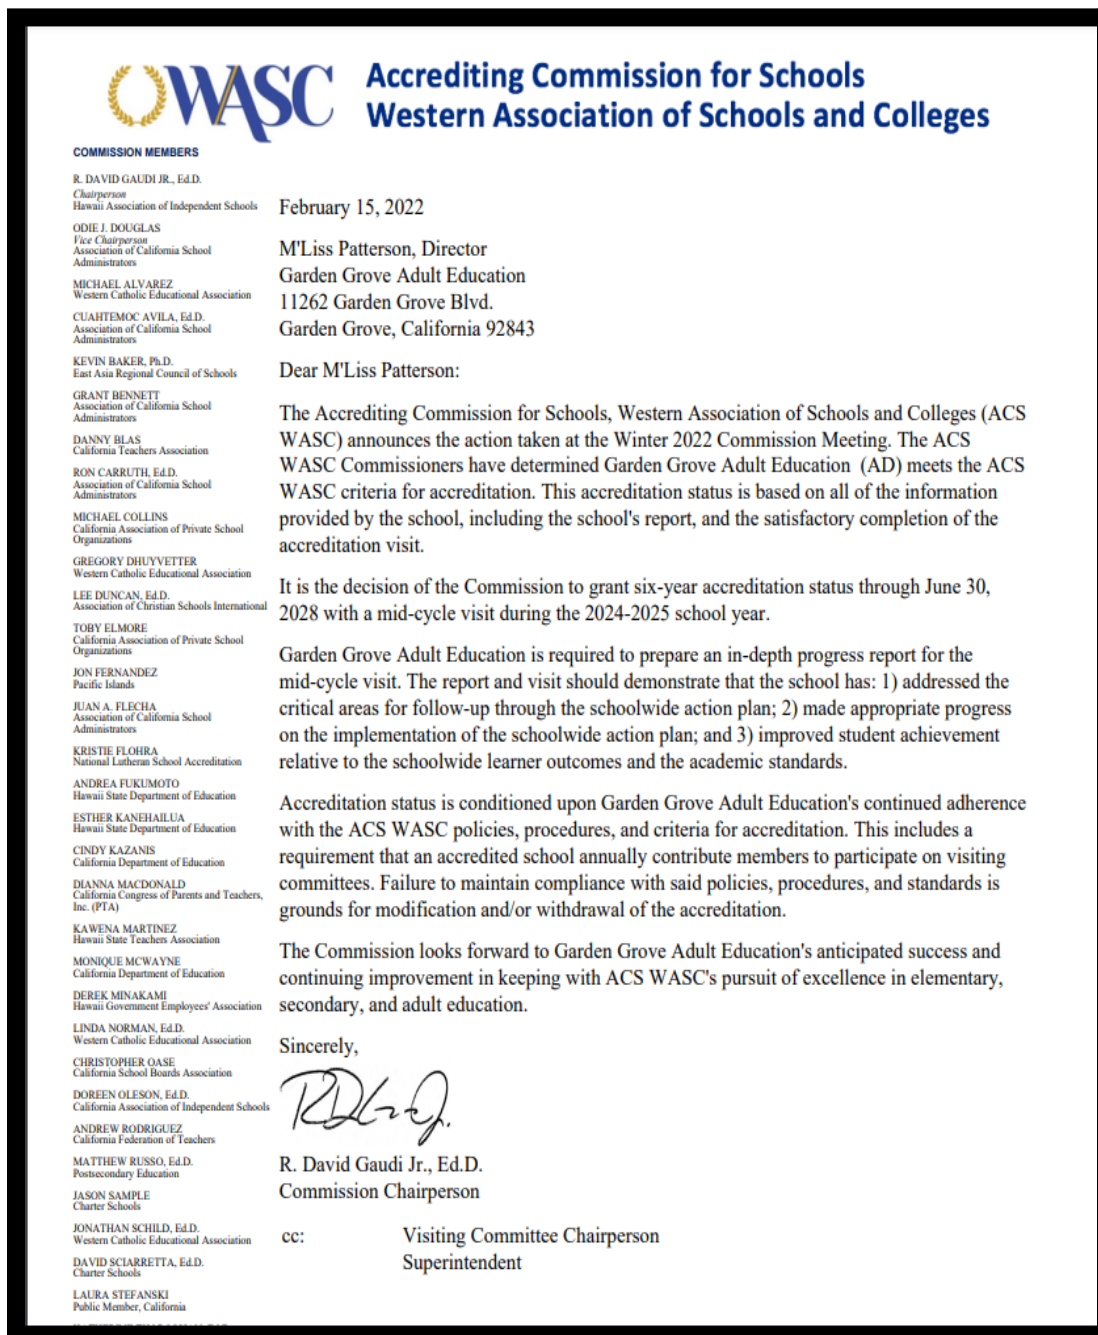 WASC
Accrediting Commission for Schools
Western Association of Schools and Colleges
COMMISSION MEMBERS
R. DAVID GAUDI JR., Ed.D.
Chairperson
Hawaii Association of Independent Schools
ODIE J. DOUGLAS
Vice Chairperson
Association of California School
Administrators
MICHAEL ALVAREZ
Western Catholic Educational Association
CUAHTEMOC AVILA, Ed.D.
Association of California School
Administrators
KEVIN BAKER, Ph.D.
East Asia Regional Council of Schools
GRANT BENNETT
Association of California School
Administrators
DANNY BLAS
California Teachers Association
RON CARRUTH, Ed.D.
Association of California School
Administrators
MICHAEL COLLINS
California Association of Private School
Organizations
GREGORY DHUYVETTER
Western Catholic Educational Association
LEE DUNCAN, Ed.D.
Association of Christian Schools International
TOBY ELMORE
California Association of Private School
Organizations
JON FERNANDEZ
Pacific Islands
JUAN A. FLECHA
Association of California School
Administrators
KRISTIE FLOHRA
National Lutheran School Accreditation
ANDREA FUKUMOTO
Hawaii State Department of Education
ESTHER KANEHAILUA
Hawaii State Department of Education
CINDY KAZANIS
California Department of Education
DIANNA MACDONALD
California Congress of Parents and Teachers,
Inc. (PTA)
KAWENA MARTINEZ
Hawaii State Teachers Association
MONIQUE MCWAYNE
California Department of Education
DEREK MINAKAMI
Hawaii Government Employees' Association
LINDA NORMAN, Ed.D.
Western Catholic Educational Association
CHRISTOPHER OASE
California School Boards Association
DOREEN OLESON, Ed.D.
California Association of Independent Schools
ANDREW RODRIGUEZ
California Federation of Teachers
MATTHEW RUSSO, Ed.D.
Postsecondary Education
JASON SAMPLE
Charter Schools
JONATHAN SCHILD, Ed.D.
Western Catholic Educational Association
DAVID SCIARRETTA, Ed.D.
Charter Schools
LAURA STEFANSKI
Public Member, California
February 15, 2022
M'Liss Patterson, Director
Garden Grove Adult Education
11262 Garden Grove Blvd.
Garden Grove, California 92843
Dear M'Liss Patterson:
The Accrediting Commission for Schools, Western Association of Schools and Colleges (ACS
WASC) announces the action taken at the Winter 2022 Commission Meeting. The ACS
WASC Commissioners have determined Garden Grove Adult Education (AD) meets the ACS
WASC criteria for accreditation. This accreditation status is based on all of the information
provided by the school, including the school's report, and the satisfactory completion of the
accreditation visit.
It is the decision of the Commission to grant six-year accreditation status through June 30,
2028 with a mid-cycle visit during the 2024-2025 school year.
Garden Grove Adult Education is required to prepare an in-depth progress report for the
mid-cycle visit. The report and visit should demonstrate that the school has: 1) addressed the
critical areas for follow-up through the schoolwide action plan; 2) made appropriate progress
on the implementation of the schoolwide action plan; and 3) improved student achievement
relative to the schoolwide learner outcomes and the academic standards.
Accreditation status is conditioned upon Garden Grove Adult Education's continued adherence
with the ACS WASC policies, procedures, and criteria for accreditation. This includes a
requirement that an accredited school annually contribute members to participate on visiting
committees. Failure to maintain compliance with said policies, procedures, and standards is
grounds for modification and/or withdrawal of the accreditation.
The Commission looks forward to Garden Grove Adult Education's anticipated success and
continuing improvement in keeping with ACS WASC's pursuit of excellence in elementary,
secondary, and adult education.
Sincerely,
R. David Gaudi Jr., Ed.D.
Commission Chairperson
cc: Visiting Committee Chairperson
Superintendent